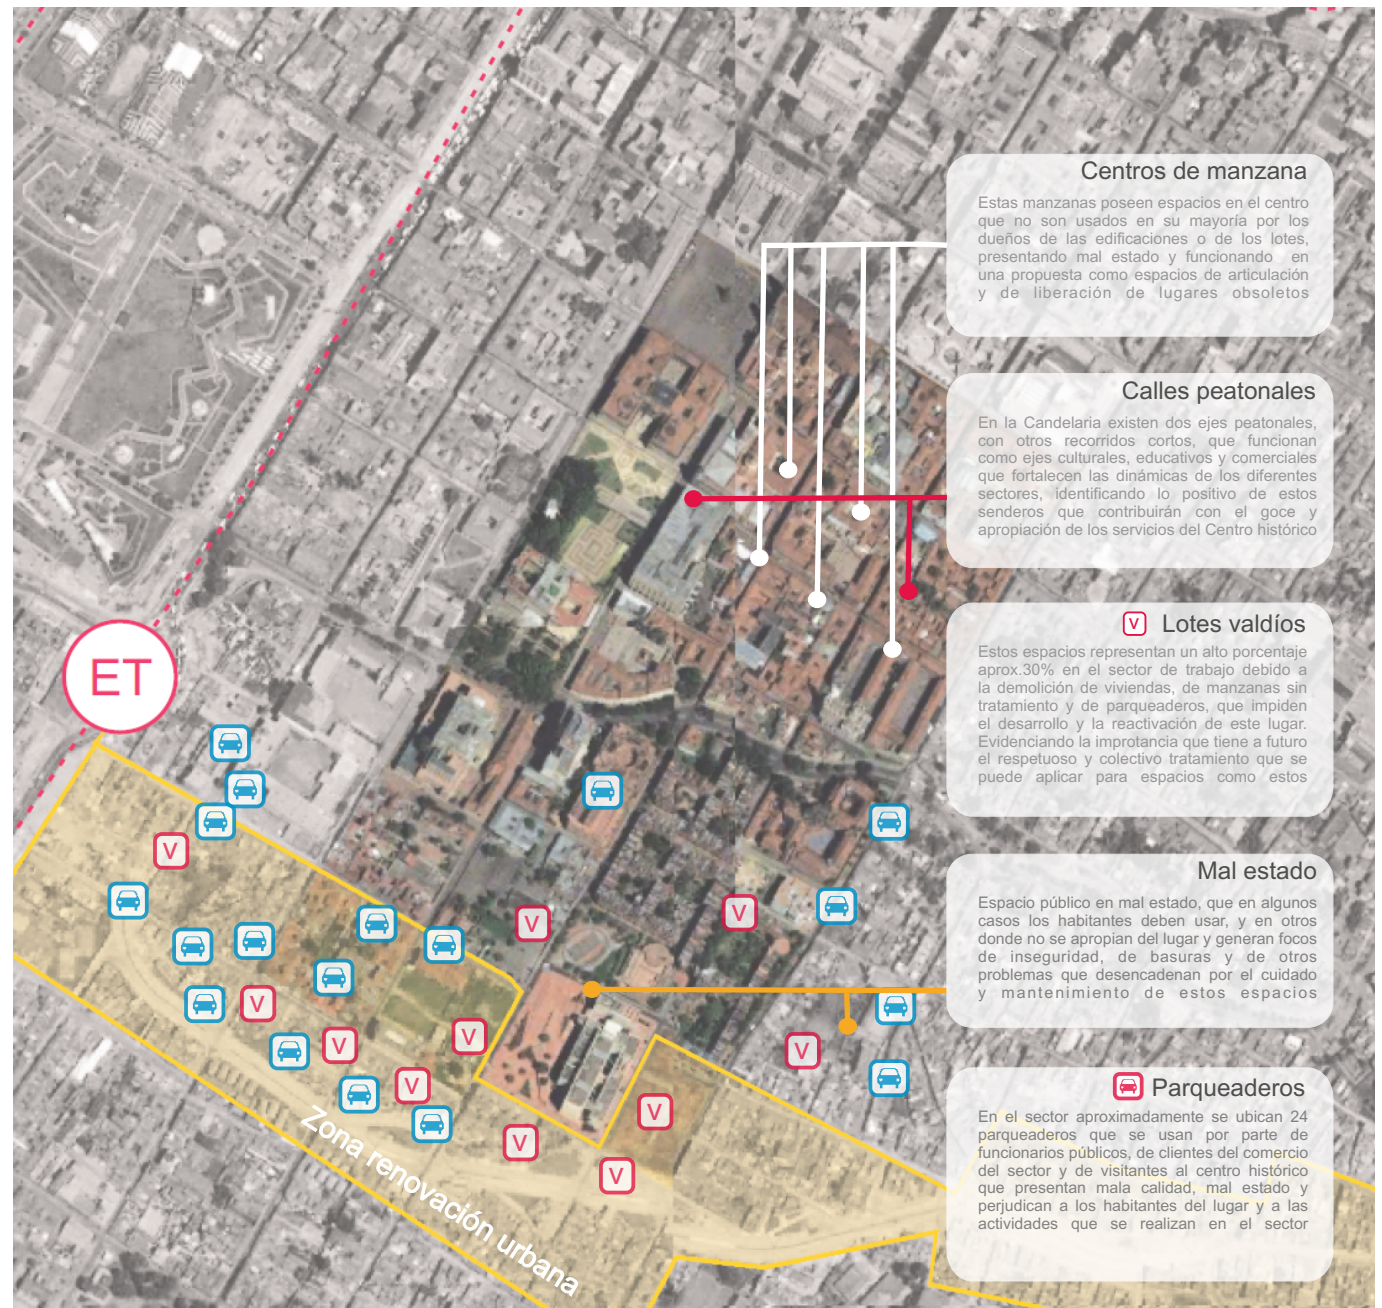 Centros de manzana
Estas manzanas poseen espacios en el centro
que no son usados en su mayoría por los
dueños de las edificaciones o de los lotes,
presentando mal estado y funcionando en
una propuesta como espacios de articulación
y de liberación de lugares obsoletos
Calles peatonales
En la Candelaria existen dos ejes peatonales,
con otros recorridos cortos, que funcionan
como ejes culturales, educativos y comerciales
que fortalecen las dinámicas de los diferentes
sectores, identificando lo positivo de estos
senderos que contribuirán con el goce y
apropiación de los servicios del Centro histórico
V Lotes valdíos
Estos espacios representan un alto porcentaje
aprox.30% en el sector de trabajo debido a
la demolición de viviendas, de manzanas sin
tratamiento y de parqueaderos, que impiden
el desarrollo y la reactivación de este lugar.
Evidenciando la improtancia que tiene a futuro
el respetuoso y colectivo tratamiento que se
puede aplicar para espacios como estos
ET
V
V
V
V
V
V
V
V
V
V
V
Mal estado
Espacio público en mal estado, que en algunos
casos los habitantes deben usar, y en otros
donde no se apropian del lugar y generan focos
de inseguridad, de basuras y de otros
problemas que desencadenan por el cuidado
y mantenimiento de estos espacios
Parqueaderos
En el sector aproximadamente se ubican 24
parqueaderos que se usan por parte de
funcionarios públicos, de clientes del comercio
del sector y de visitantes al centro histórico
que presentan mala calidad, mal estado y
perjudican a los habitantes del lugar y a las
actividades que se realizan en el sector
Zona renovación urbana